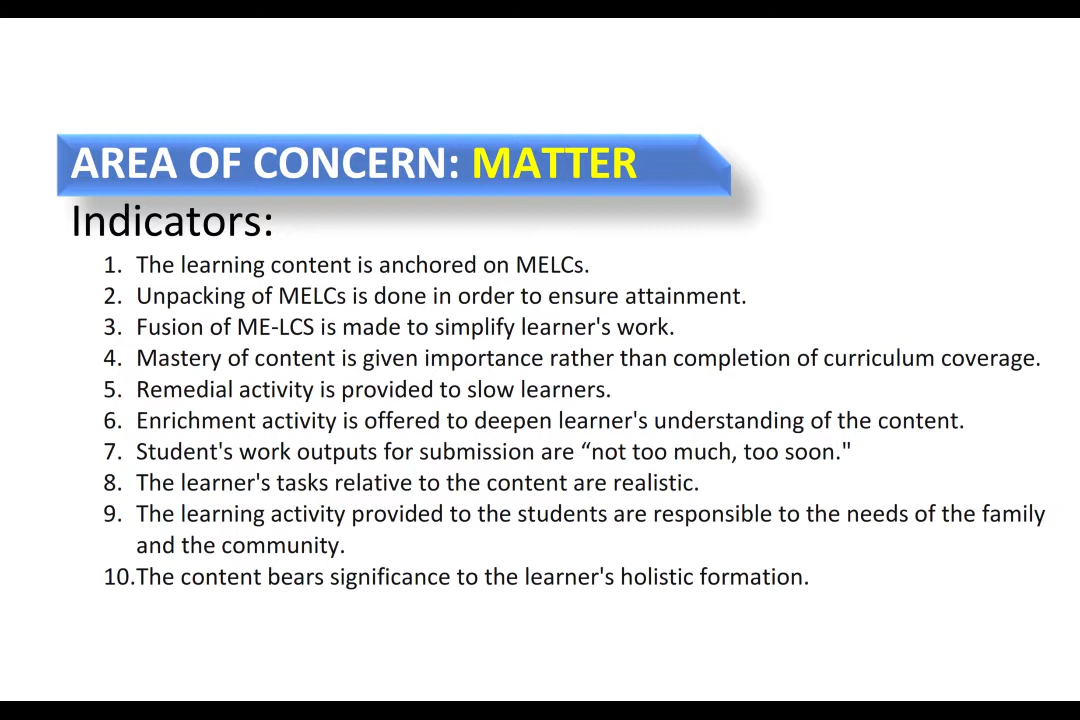 AREA OF CONCERN: MATTER
Indicators:
1. The learning content is anchored on MELCs.
2. Unpacking of MELCs is done in order to ensure attainment.
3. Fusion of ME-LCS is made to simplify learner's work.
4. Mastery of content is given importance rather than completion of curriculum coverage.
5. Remedial activity is provided to slow learners.
6. Enrichment activity is offered to deepen learner's understanding of the content.
7. Student's work outputs for submission are “not too much, too soon."
8. The learner's tasks relative to the content are realistic.
9. The learning activity provided to the students are responsible to the needs of the family
and the community.
10.The content bears significance to the learner's holistic formation.